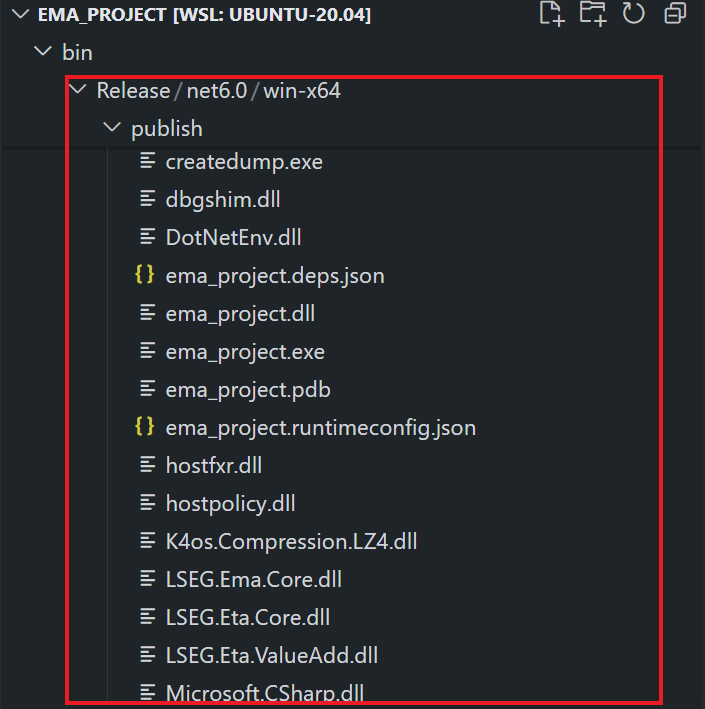 EMA_PROJECT [WSL: UBUNTU-20.04]
bin
Release / net6.0 / win-x64
publish
createdump.exe
dbgshim.dll
DotNetEnv.dll
{} ema_project.deps.json
ema_project.dll
ema_project.exe
ema_project.pdb
{} ema_project.runtimeconfig.json
hostfxr.dll
hostpolicy.dll
K4os.Compression.LZ4.dll
LSEG.Ema.Core.dll
LSEG.Eta.Core.dll
LSEG.Eta.ValueAdd.dll
Microsoft.CSharp.dll